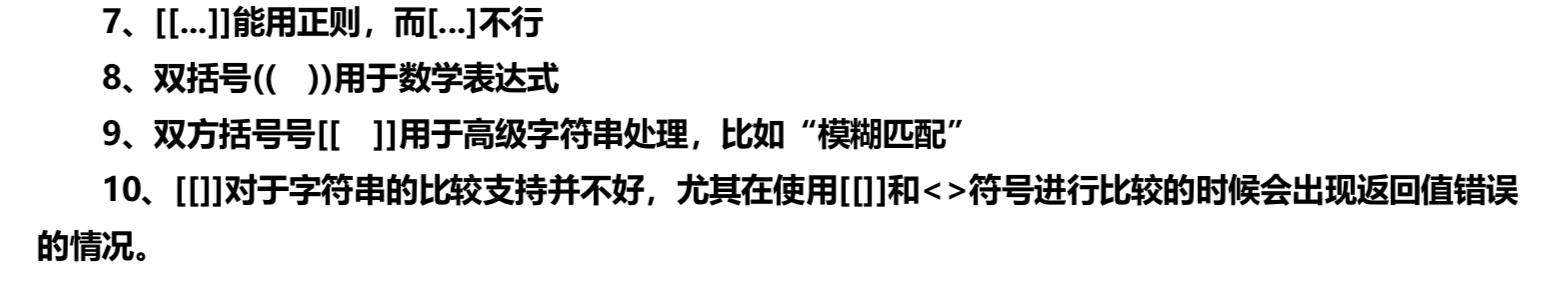 7、[[...]]能用正则，而[...]不行
8、双括号((   ))用于数学表达式
9、双方括号号[[   ]]用于高级字符串处理，比如“模糊匹配”
10、[[]]对于字符串的比较支持并不好，尤其在使用[[]]和<>符号进行比较的时候会出现返回值错误
的情况。